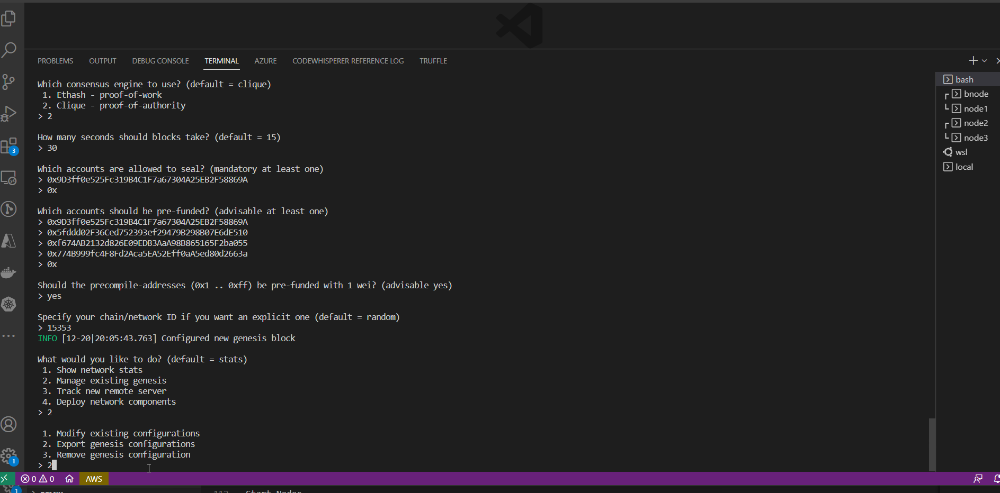 PROBLEMS OUTPUT DEBUG CONSOLE TERMINAL AZURE CODEWHISPERER REFERENCE LOG TRUFFLE
Which consensus engine to use? (default = clique)
1. Ethash - proof-of-work
2. Clique - proof-of-authority
> 2
How many seconds should blocks take? (default = 15)
> 30
Which accounts are allowed to seal? (mandatory at least one)
> 0x9D3ff0e525Fc319B4C1F7a67304A25EB2F58869A
> 0x
Which accounts should be pre-funded? (advisable at least one)
> 0x9D3ff0e525Fc319B4C1F7a67304A25EB2F58869A
> 0x5fddd02F36Ced752393ef29479B298B07E6dE510
> 0xf674AB2132d826E09EDB3AaA98B865165F2ba055
> 0x774B999fc4F8Fd2Aca5EA52Eff0aA5ed80d2663a
> 0x
Should the precompile-addresses (0x1 .. 0xff) be pre-funded with 1 wei? (advisable yes)
> yes
Specify your chain/network ID if you want an explicit one (default = random)
> 15353
INFO [12-20|20:05:43.763] Configured new genesis block
What would you like to do? (default = stats)
1. Show network stats
2. Manage existing genesis
3. Track new remote server
4. Deploy network components
> 2
1. Modify existing configurations
2. Export genesis configurations
3. Remove genesis configuration
> 2
bash
bnode
node1
node2
node3
wsl
local
3
1
0 0 AWS
1